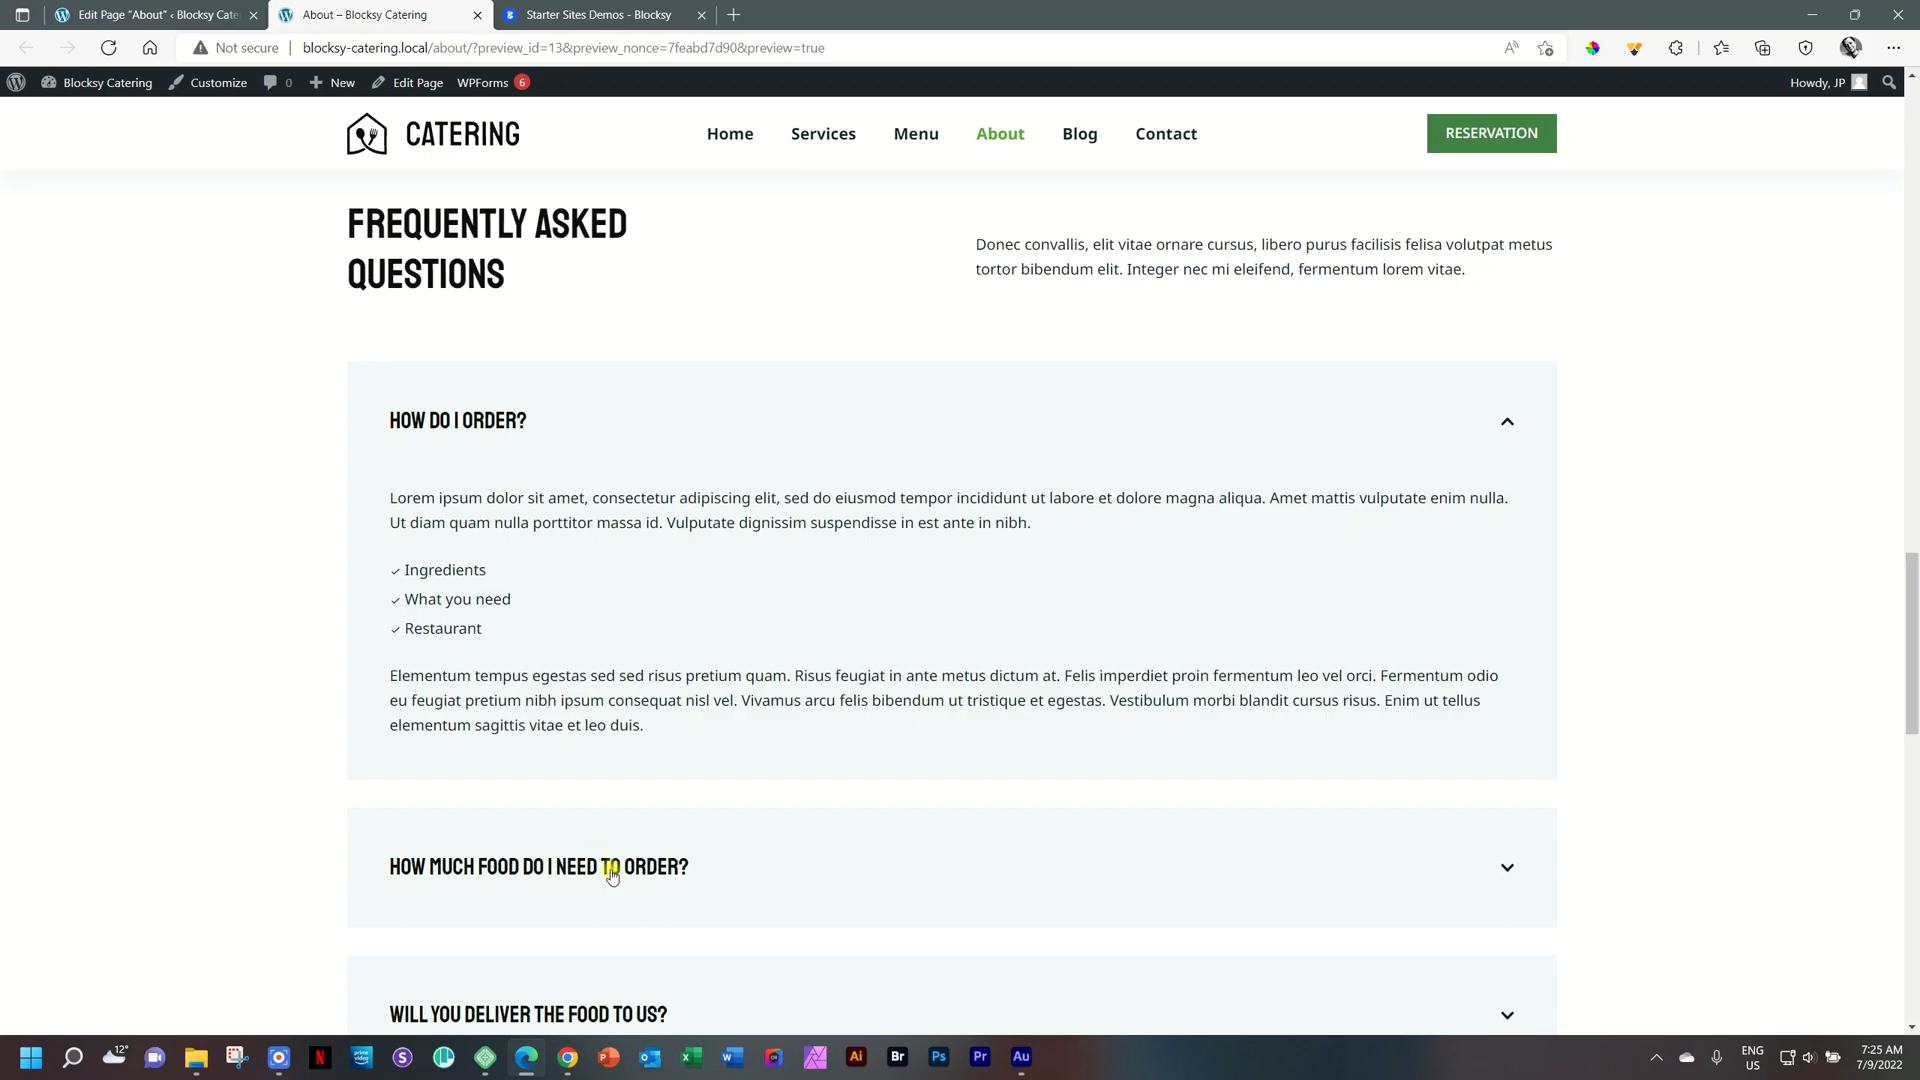 Edit Page “About” ‹ Blocksy Cate
About – Blocksy Catering
Starter Sites Demos - Blocksy
Not secure
blocksy-catering.local/about/?preview_id=13&preview_nonce=7feabd7d90&preview=true
Blocksy Catering
Customize
0
New
Edit Page
WPForms 6
Howdy, JP
CATERING
Home
Services
Menu
About
Blog
Contact
RESERVATION
FREQUENTLY ASKED
QUESTIONS
Donec convallis, elit vitae ornare cursus, libero purus facilisis felisa volutpat metus
tortor bibendum elit. Integer nec mi eleifend, fermentum lorem vitae.
HOW DO I ORDER?
Lorem ipsum dolor sit amet, consectetur adipiscing elit, sed do eiusmod tempor incididunt ut labore et dolore magna aliqua. Amet mattis vulputate enim nulla.
Ut diam quam nulla porttitor massa id. Vulputate dignissim suspendisse in est ante in nibh.
✓ Ingredients
✓ What you need
✓ Restaurant
Elementum tempus egestas sed sed risus pretium quam. Risus feugiat in ante metus dictum at. Felis imperdiet proin fermentum leo vel orci. Fermentum odio
eu feugiat pretium nibh ipsum consequat nisl vel. Vivamus arcu felis bibendum ut tristique et egestas. Vestibulum morbi blandit cursus risus. Enim ut tellus
elementum sagittis vitae et leo duis.
HOW MUCH FOOD DO I NEED TO ORDER?
WILL YOU DELIVER THE FOOD TO US?
12°
Ai
Br
Ps
Pr
Au
ENG
US
7:25 AM
7/9/2022